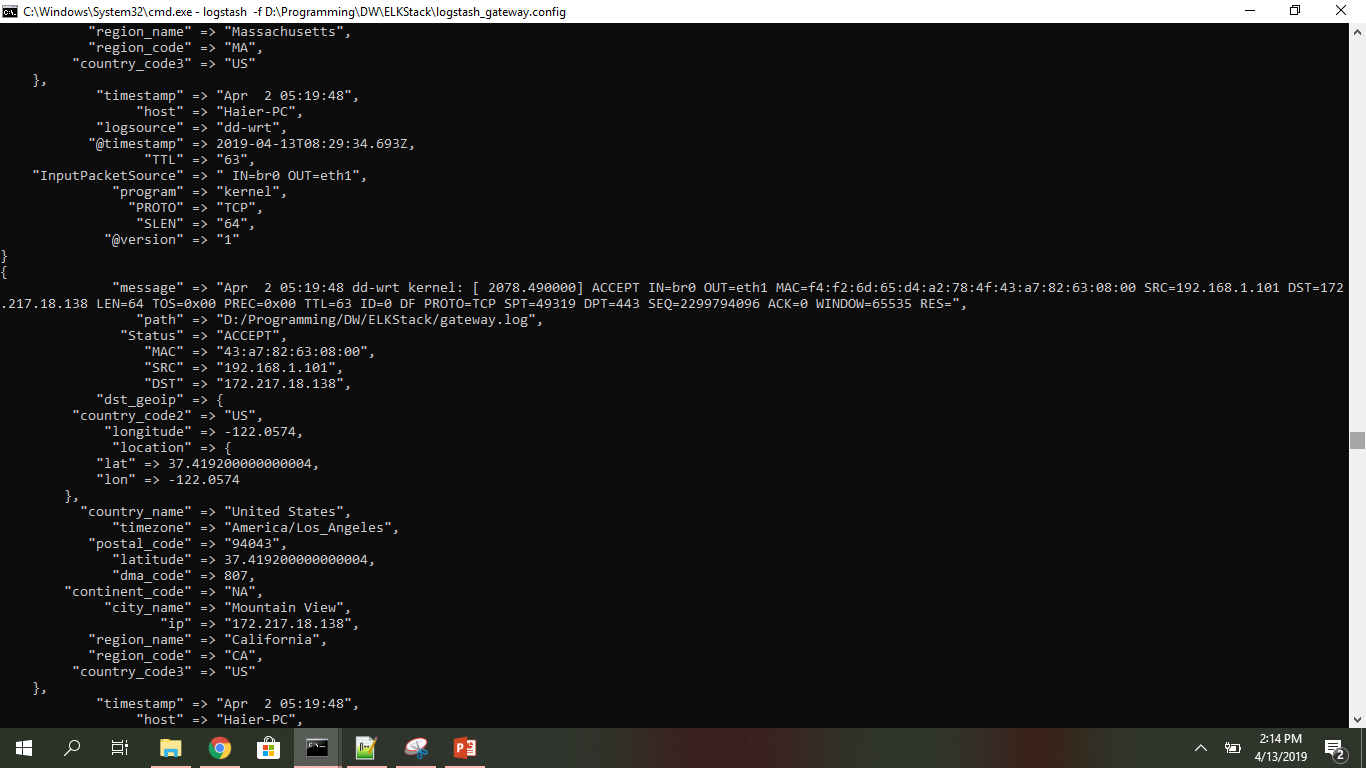 C:\Windows\System32\cmd.exe - logstash  -f D:\Programming\DW\ELKStack\logstash_gateway.config
"region_name" => "Massachusetts",
"region_code" => "MA",
"country_code3" => "US"
},
"timestamp" => "Apr  2 05:19:48",
"host" => "Haier-PC",
"logsource" => "dd-wrt",
"@timestamp" => 2019-04-13T08:29:34.693Z,
"TTL" => "63",
"InputPacketSource" => " IN=br0 OUT=eth1",
"program" => "kernel",
"PROTO" => "TCP",
"SLEN" => "64",
"@version" => "1"
}
{
"message" => "Apr  2 05:19:48 dd-wrt kernel: [ 2078.490000] ACCEPT IN=br0 OUT=eth1 MAC=f4:f2:6d:65:d4:a2:78:4f:43:a7:82:63:08:00 SRC=192.168.1.101 DST=172
.217.18.138 LEN=64 TOS=0x00 PREC=0x00 TTL=63 ID=0 DF PROTO=TCP SPT=49319 DPT=443 SEQ=2299794096 ACK=0 WINDOW=65535 RES=",
"path" => "D:/Programming/DW/ELKStack/gateway.log",
"Status" => "ACCEPT",
"MAC" => "43:a7:82:63:08:00",
"SRC" => "192.168.1.101",
"DST" => "172.217.18.138",
"dst_geoip" => {
"country_code2" => "US",
"longitude" => -122.0574,
"location" => {
"lat" => 37.419200000000004,
"lon" => -122.0574
},
"country_name" => "United States",
"timezone" => "America/Los_Angeles",
"postal_code" => "94043",
"latitude" => 37.419200000000004,
"dma_code" => 807,
"continent_code" => "NA",
"city_name" => "Mountain View",
"ip" => "172.217.18.138",
"region_name" => "California",
"region_code" => "CA",
"country_code3" => "US"
},
"timestamp" => "Apr  2 05:19:48",
"host" => "Haier-PC",
2:14 PM
4/13/2019
2